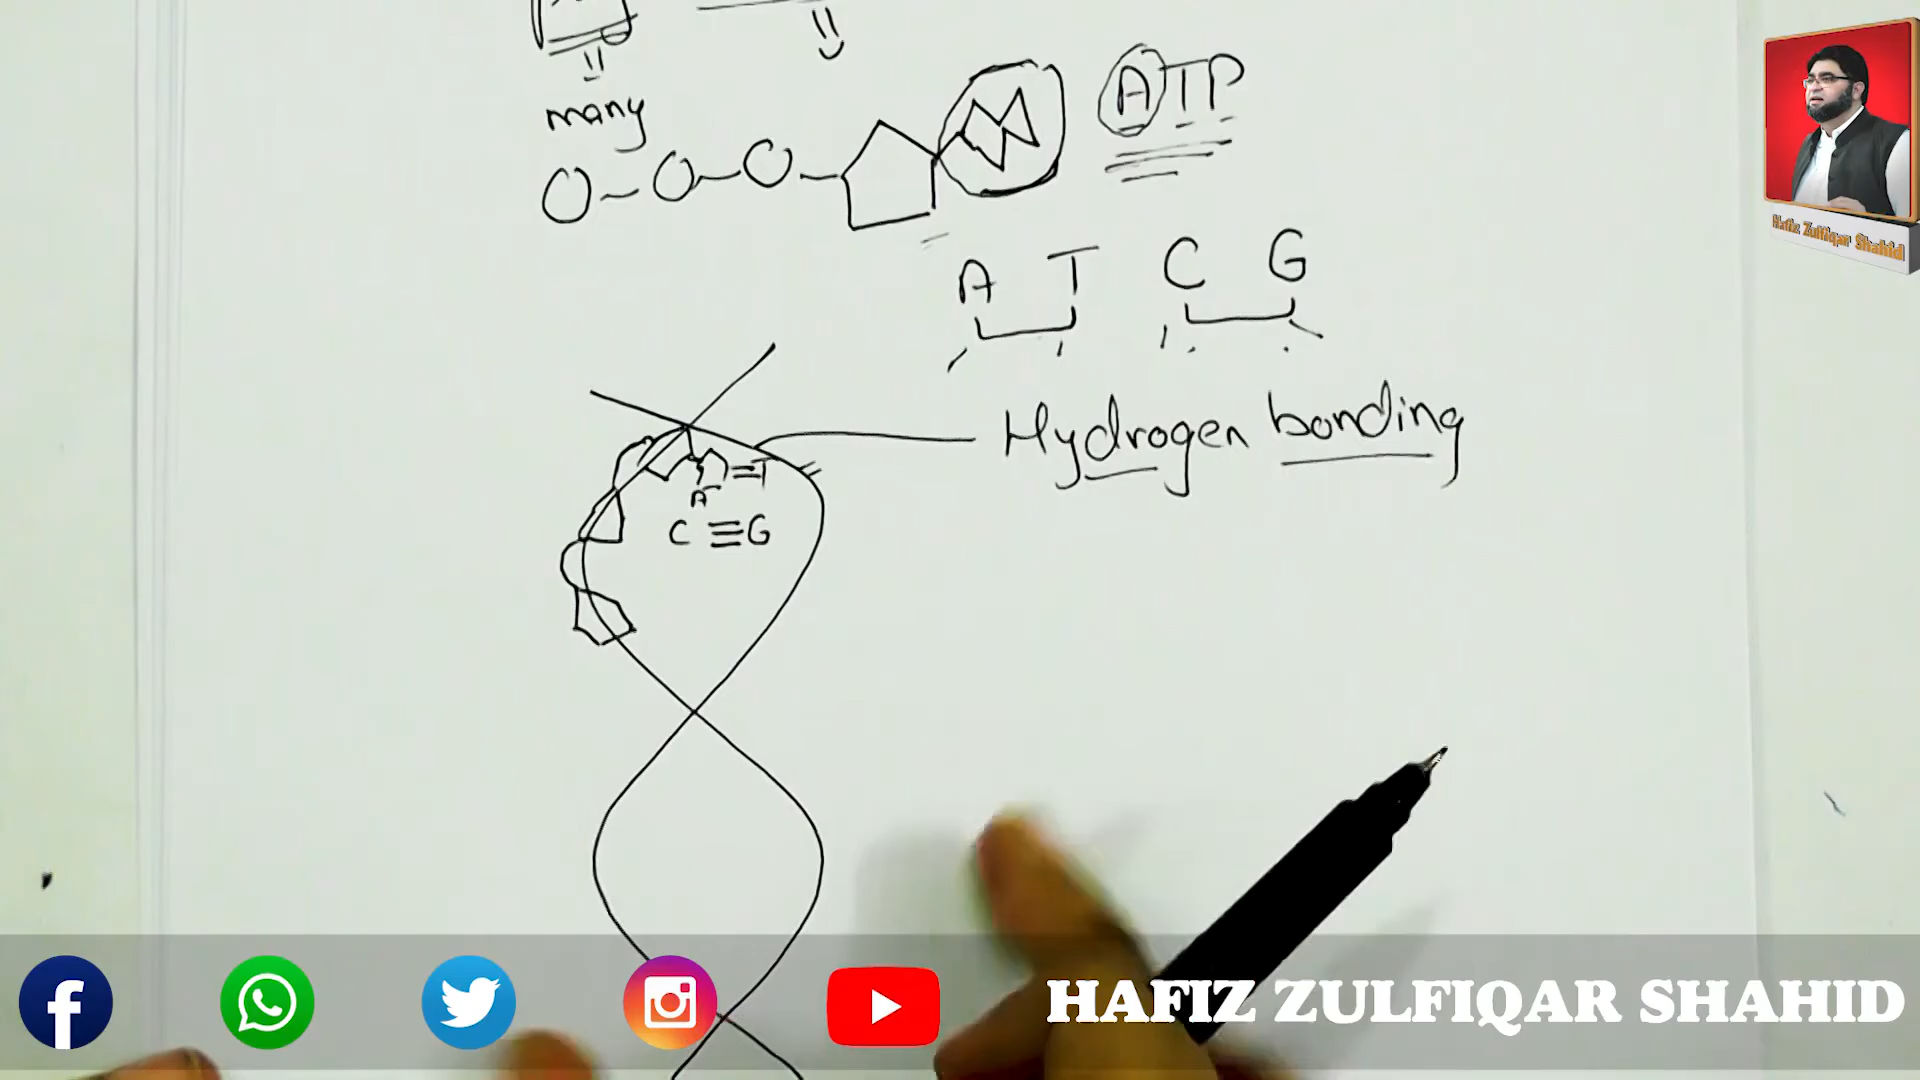 many
ATP
A T C G
Hydrogen bonding
A = T
C ≡ G
Hafiz Zulfiqar Shahid
HAFIZ ZULFIQAR SHAHID